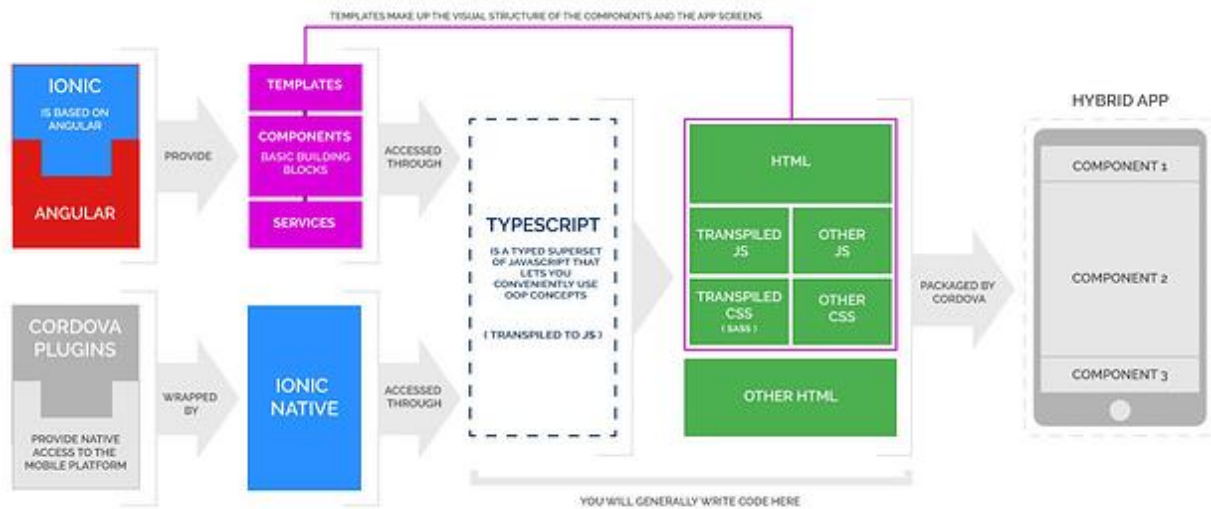 TEMPLATES MAKE UP THE VISUAL STRUCTURE OF THE COMPONENTS AND THE APP SCREENS
IONIC
IS BASED ON
ANGULAR
ANGULAR
PROVIDE
TEMPLATES
COMPONENTS
BASIC BUILDING
BLOCKS
SERVICES
ACCESSED
THROUGH
TYPESCRIPT
IS A TYPED SUPERSET
OF JAVASCRIPT THAT
LETS YOU
CONVENIENTLY USE
OOP CONCEPTS
( TRANSPILED TO JS )
HTML
TRANSPILED
JS
OTHER
JS
TRANSPILED
CSS
( SASS )
OTHER
CSS
OTHER HTML
PACKAGED BY
CORDOVA
HYBRID APP
COMPONENT 1
COMPONENT 2
COMPONENT 3
CORDOVA
PLUGINS
PROVIDE NATIVE
ACCESS TO THE
MOBILE PLATFORM
WRAPPED
BY
IONIC
NATIVE
ACCESSED
THROUGH
YOU WILL GENERALLY WRITE CODE HERE